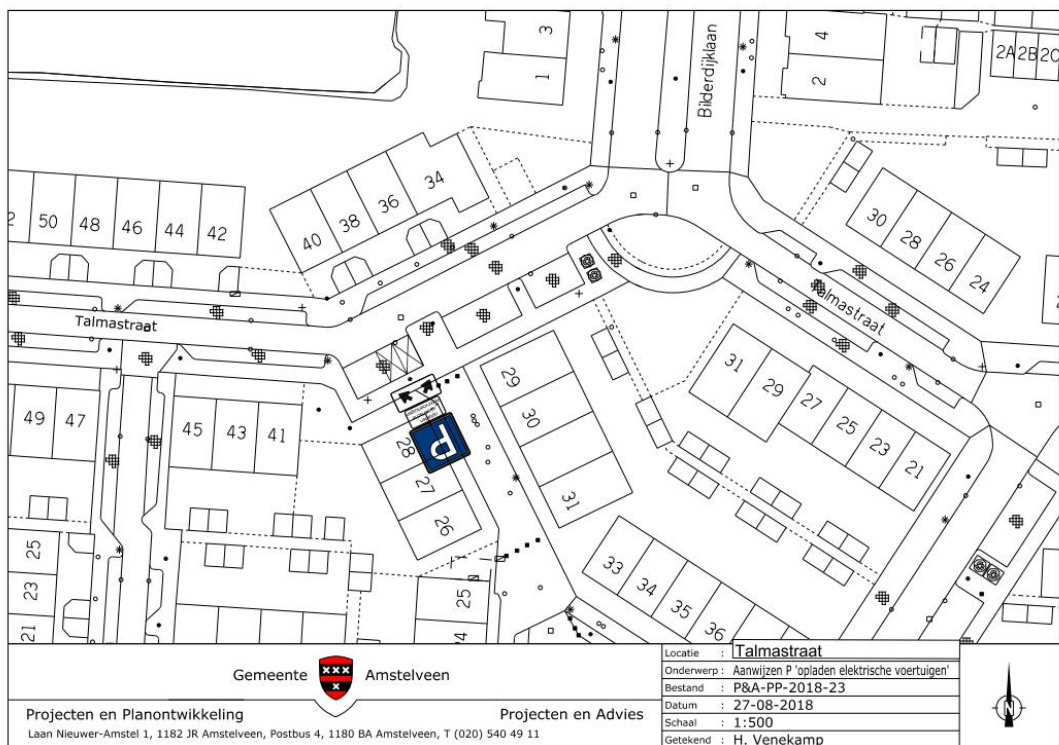 3
1
4
2
2A 2B 2C
Bilderdijklaan
34
36
38
40
50
48
46
44
42
30
28
26
24
Talmastraat
Talmastraat
49
47
45
43
41
29
30
31
28
27
26
31
29
27
25
23
21
33
34
35
36
25
23
21
25
24
P
Gemeente Amstelveen
Projecten en Planontwikkeling
Projecten en Advies
Laan Nieuwer-Amstel 1, 1182 JR Amstelveen, Postbus 4, 1180 BA Amstelveen, T (020) 540 49 11
Locatie : Talmastraat
Onderwerp : Aanwijzen P 'opladen elektrische voertuigen'
Bestand : P&A-PP-2018-23
Datum : 27-08-2018
Schaal : 1:500
Getekend : H. Venekamp
N